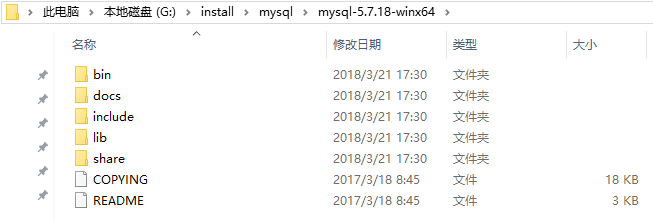 此电脑 › 本地磁盘 (G:) › install › mysql › mysql-5.7.18-winx64 ›
名称 修改日期 类型 大小
bin 2018/3/21 17:30 文件夹
docs 2018/3/21 17:30 文件夹
include 2018/3/21 17:30 文件夹
lib 2018/3/21 17:30 文件夹
share 2018/3/21 17:30 文件夹
COPYING 2017/3/18 8:45 文件 18 KB
README 2017/3/18 8:45 文件 3 KB